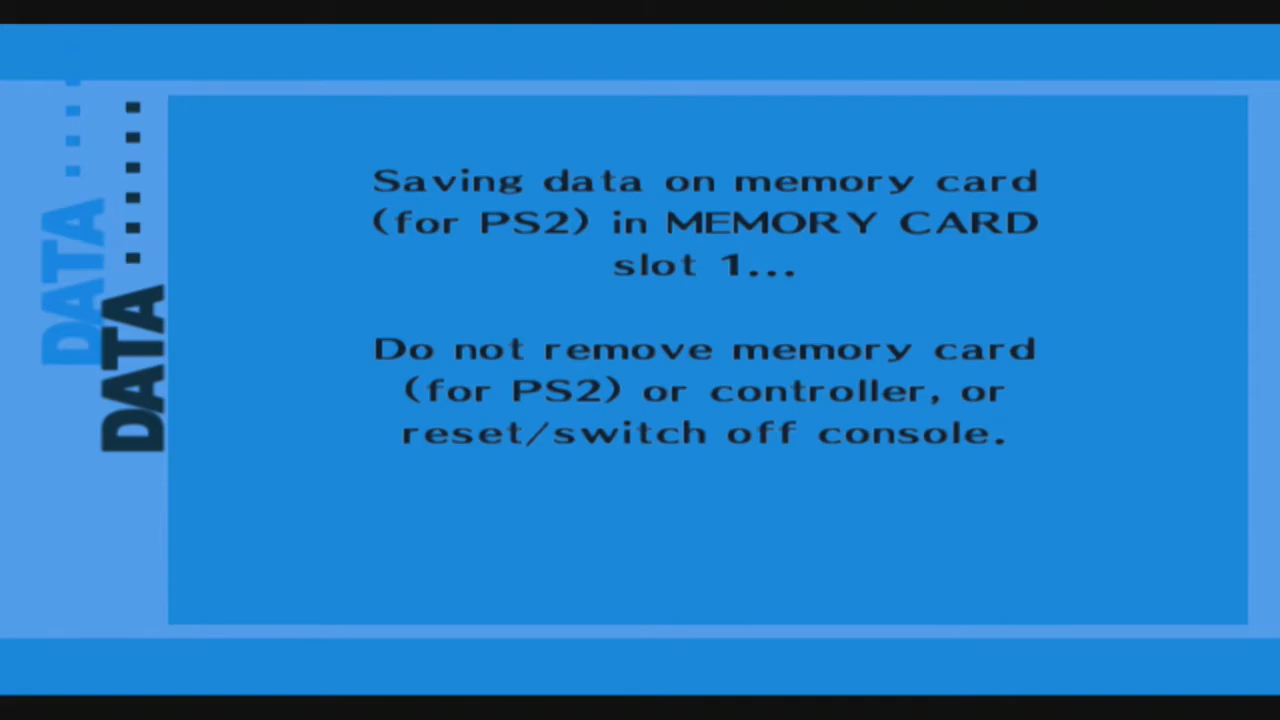 DATA .....
DATA ......
Saving data on memory card
(for PS2) in MEMORY CARD
slot 1...
Do not remove memory card
(for PS2) or controller, or
reset/switch off console.